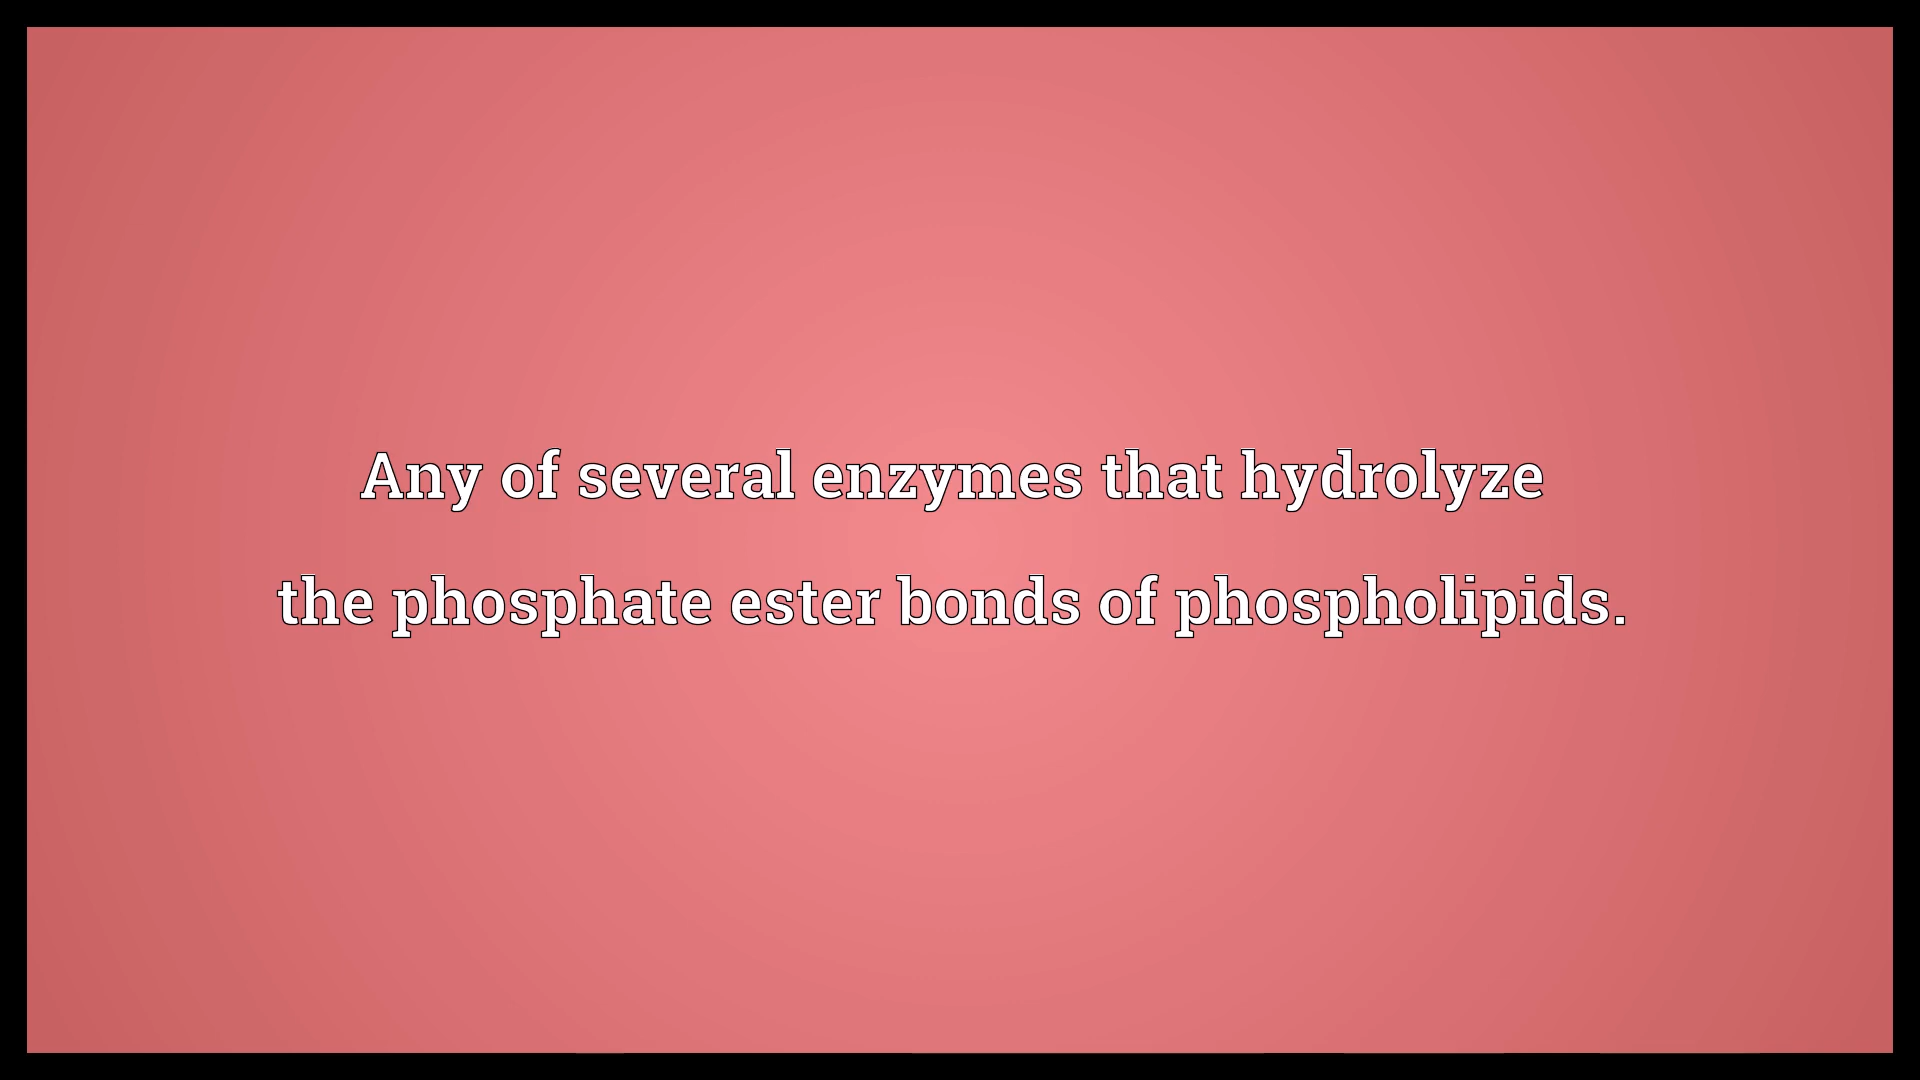 Any of several enzymes that hydrolyze
the phosphate ester bonds of phospholipids.